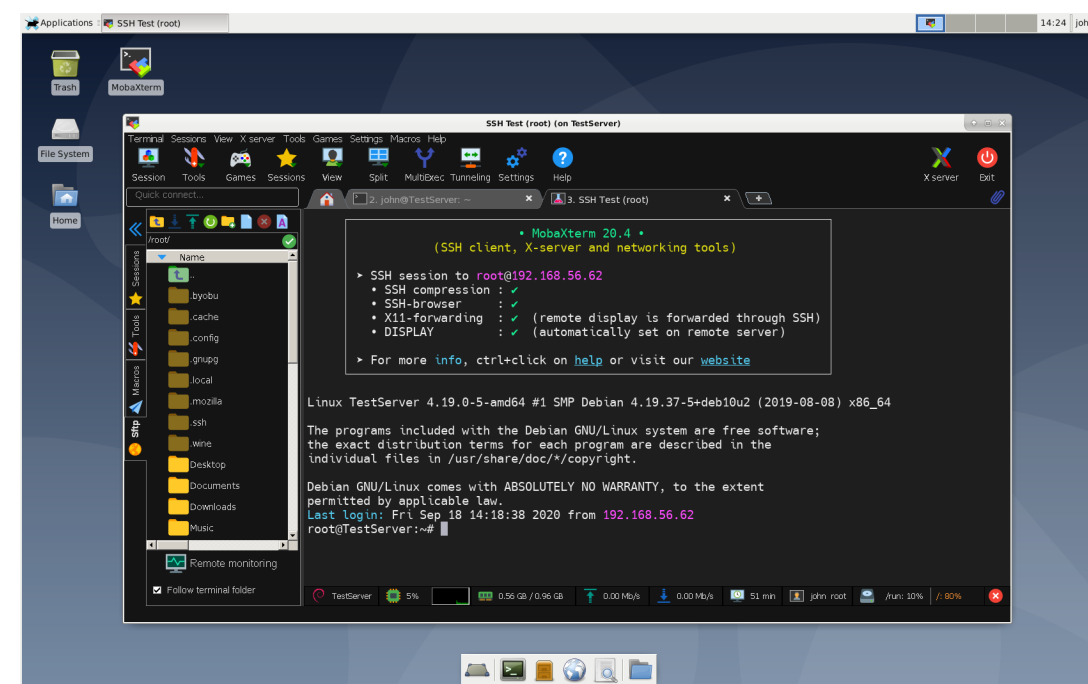 Applications
SSH Test (root)
14:24
joh
Trash
MobaXterm
File System
Home
SSH Test (root) (on TestServer)
Terminal Sessions View X server Tools Games Settings Macros Help
Session Tools Games Sessions View Split MultiExec Tunneling Settings Help X server Exit
Quick connect...
2. john@TestServer: ~
3. SSH Test (root)
/root/
Name
..
.byobu
.cache
.config
.gnupg
.local
.mozilla
.ssh
.wine
Desktop
Documents
Downloads
Music
Sessions
Tools
Macros
Sftp
Remote monitoring
Follow terminal folder
• MobaXterm 20.4 •
(SSH client, X-server and networking tools)
➤ SSH session to root@192.168.56.62
• SSH compression : ✔
• SSH-browser : ✔
• X11-forwarding : ✔ (remote display is forwarded through SSH)
• DISPLAY : ✔ (automatically set on remote server)
➤ For more info, ctrl+click on help or visit our website
Linux TestServer 4.19.0-5-amd64 #1 SMP Debian 4.19.37-5+deb10u2 (2019-08-08) x86_64
The programs included with the Debian GNU/Linux system are free software;
the exact distribution terms for each program are described in the
individual files in /usr/share/doc/*/copyright.
Debian GNU/Linux comes with ABSOLUTELY NO WARRANTY, to the extent
permitted by applicable law.
Last login: Fri Sep 18 14:18:38 2020 from 192.168.56.62
root@TestServer:~#
TestServer 5% 0.56 GB / 0.96 GB 0.00 Mb/s 0.00 Mb/s 51 min john root /run: 10% /: 80%